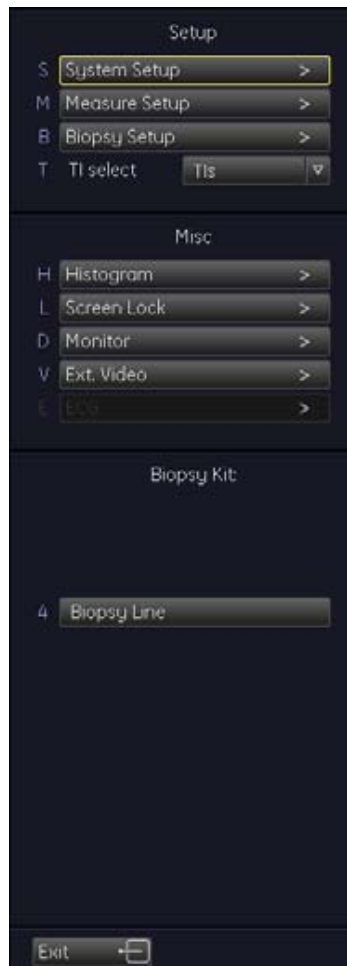 Setup
S System Setup >
M Measure Setup >
B Biopsy Setup >
T TI select TIs
Misc
H Histogram >
L Screen Lock >
D Monitor >
V Ext. Video >
E ECG >
Biopsy Kit:
4 Biopsy Line
Exit